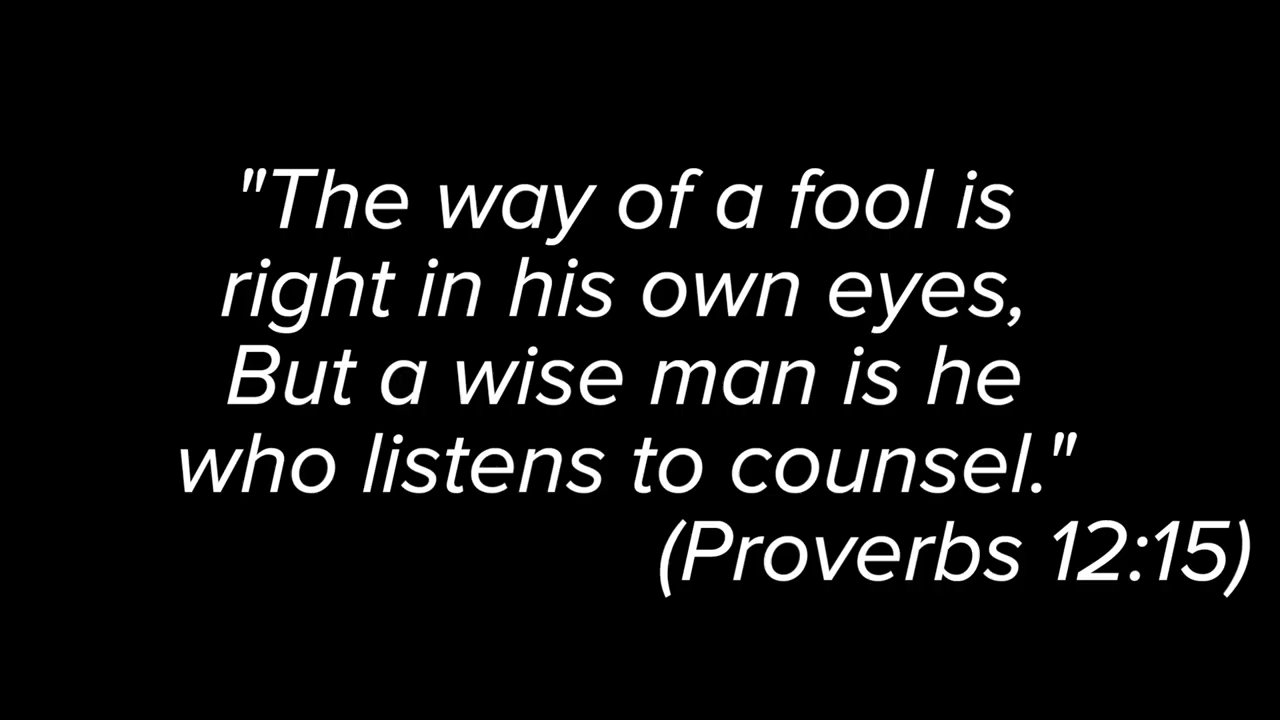 "The way of a fool is
right in his own eyes,
But a wise man is he
who listens to counsel."
(Proverbs 12:15)